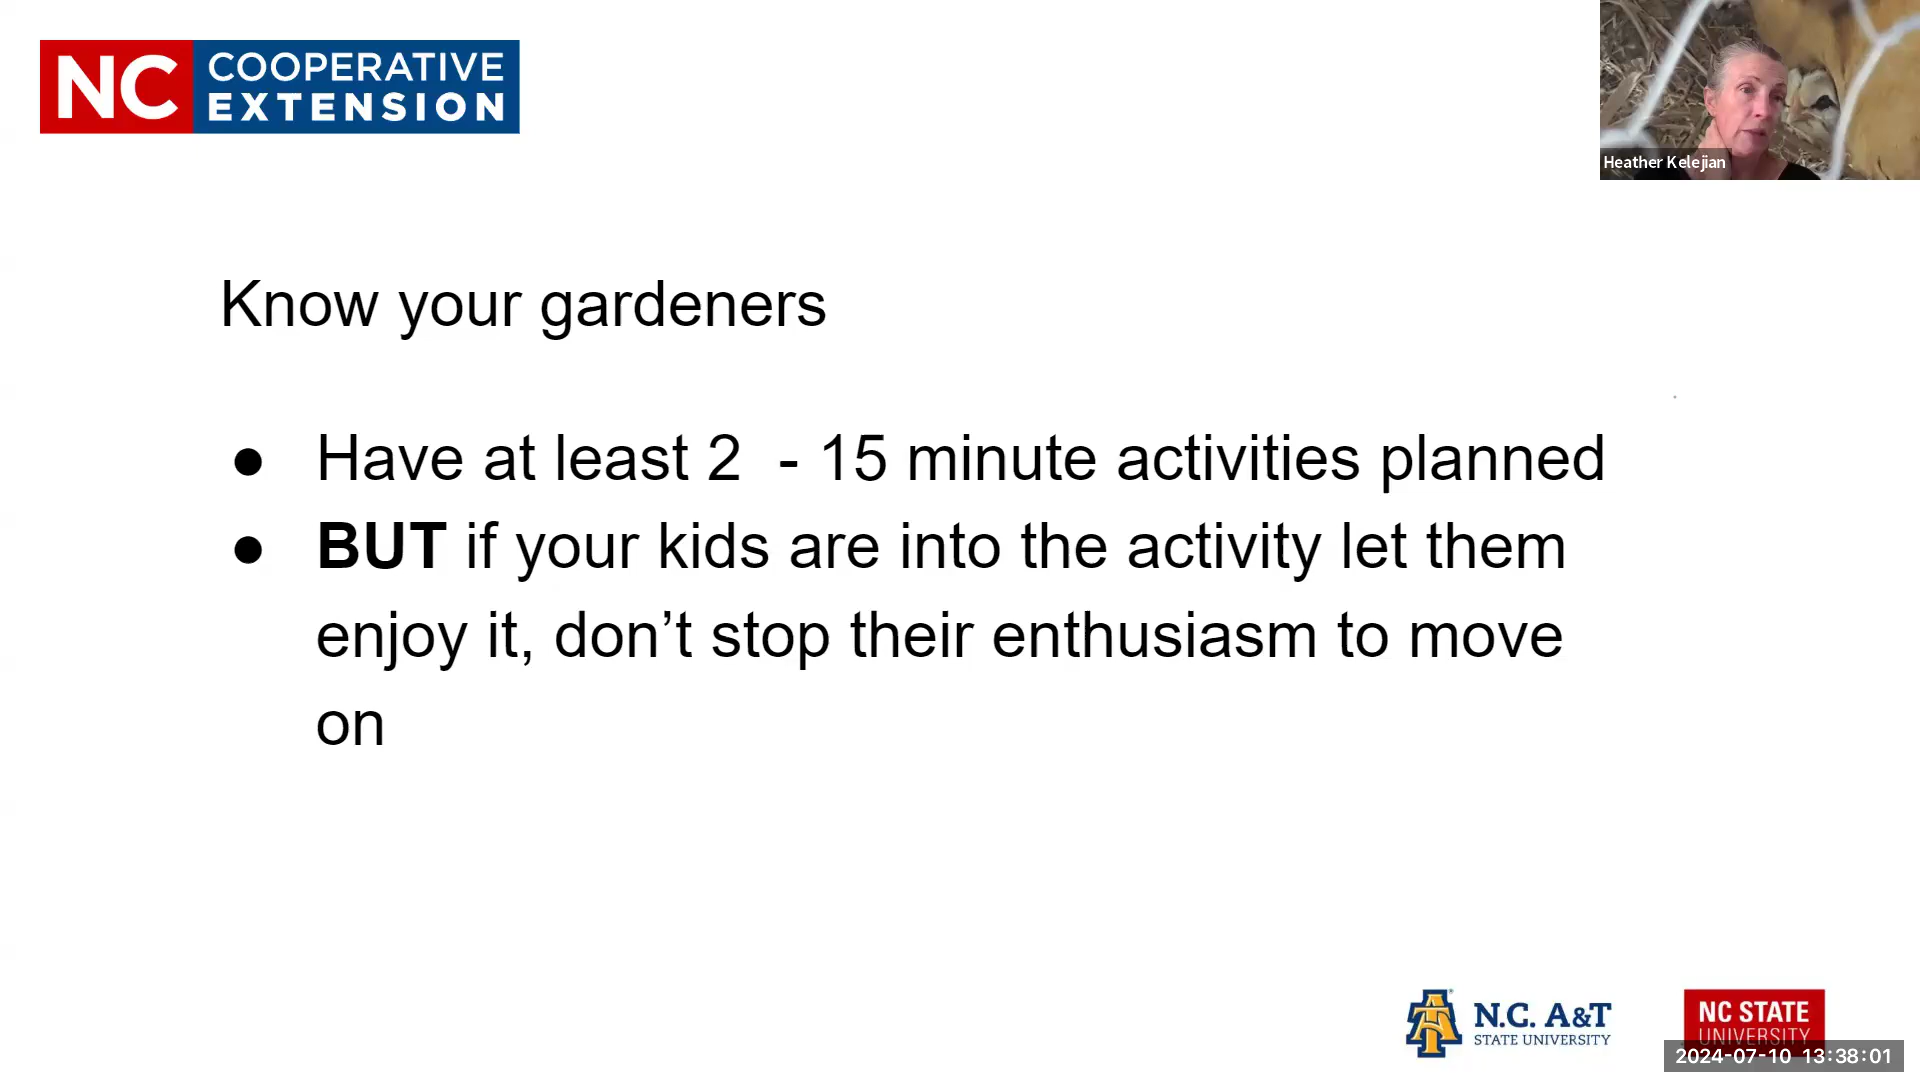 NC COOPERATIVE
EXTENSION
Heather Kelejian
Know your gardeners
● Have at least 2  - 15 minute activities planned
● BUT if your kids are into the activity let them
enjoy it, don’t stop their enthusiasm to move
on
N.C. A&T
STATE UNIVERSITY
NC STATE
UNIVERSITY
2024-07-10 13:38:01